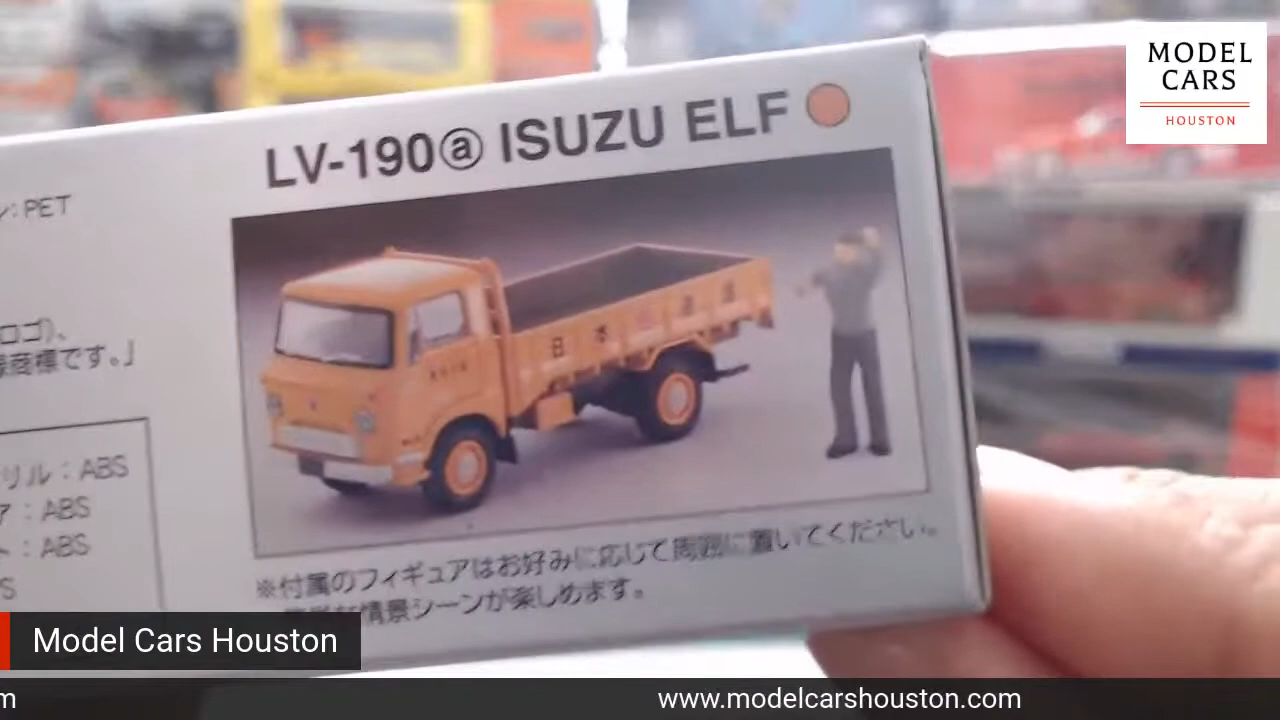 MODEL
CARS
HOUSTON
LV-190ⓐ ISUZU ELF
ン: PET
ロゴ)、
商標です。」
リル : ABS
ア : ABS
ト : ABS
PS
日 本
※付属のフィギュアはお好みに応じて周囲に置いてください。
情景シーンが楽しめます。
Model Cars Houston
m
www.modelcarshouston.com